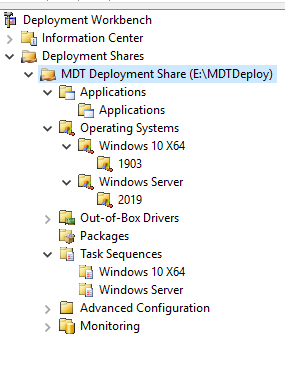 Deployment Workbench
Information Center
Deployment Shares
MDT Deployment Share (E:\MDTDeploy)
Applications
Applications
Operating Systems
Windows 10 X64
1903
Windows Server
2019
Out-of-Box Drivers
Packages
Task Sequences
Windows 10 X64
Windows Server
Advanced Configuration
Monitoring